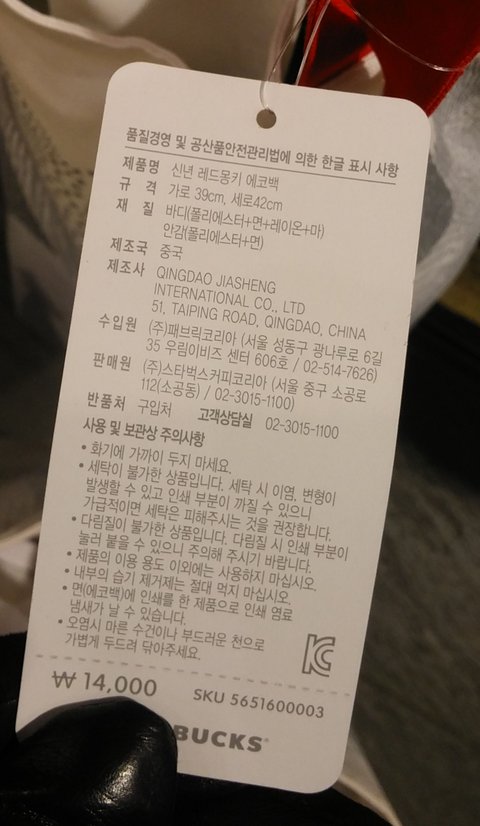 품질경영 및 공산품안전관리법에 의한 한글 표시 사항
제품명 신년 레드몽키 에코백
규 격 가로 39cm, 세로42cm
재 질 바디(폴리에스터+면+레이온+마)
안감(폴리에스터+면)
제조국 중국
제조사 QINGDAO JIASHENG
INTERNATIONAL CO., LTD
51, TAIPING ROAD, QINGDAO, CHINA
수입원 (주)패브릭코리아 (서울 성동구 광나루로 6길
35 우림이비즈 센터 606호 / 02-514-7626)
판매원 (주)스타벅스커피코리아 (서울 중구 소공로
112(소공동) / 02-3015-1100)
반품처 구입처 고객상담실 02-3015-1100
사용 및 보관상 주의사항
• 화기에 가까이 두지 마세요.
• 세탁이 불가한 상품입니다. 세탁 시 이염, 변형이
발생할 수 있고 인쇄 부분이 까질 수 있으니
가급적이면 세탁은 피해주시는 것을 권장합니다.
• 다림질이 불가한 상품입니다. 다림질 시 인쇄 부분이
눌러 붙을 수 있으니 주의해 주시기 바랍니다.
• 제품의 이용 용도 이외에는 사용하지 마십시오.
• 내부의 습기 제거제는 절대 먹지 마십시오.
• 면(에코백)에 인쇄를 한 제품으로 인쇄 염료
냄새가 날 수 있습니다.
• 오염시 마른 수건이나 부드러운 천으로
가볍게 두드려 닦아주세요.
₩ 14,000 SKU 5651600003
BUCKS